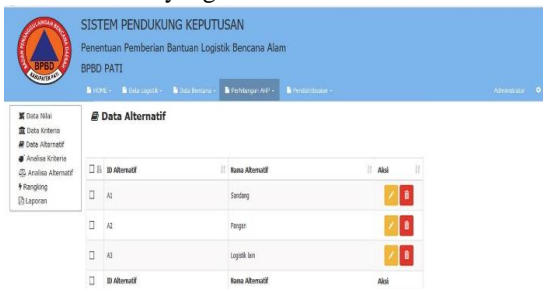 SISTEM PENDUKUNG KEPUTUSAN
Penentuan Pemberian Bantuan Logistik Bencana Alam
BPBD PATI
BPBD
KABUPATEN PATI
HOME Data Logistik Data Bencana Perhitungan AHP Pendistribusian Administrator
Data Nilai
Data Kriteria
Data Alternatif
Analisa Kriteria
Analisa Alternatif
Rangking
Laporan
Data Alternatif
ID Alternatif Nama Alternatif Aksi
A1 Sandang
A2 Pangan
A3 Logistik lain
ID Alternatif Nama Alternatif Aksi